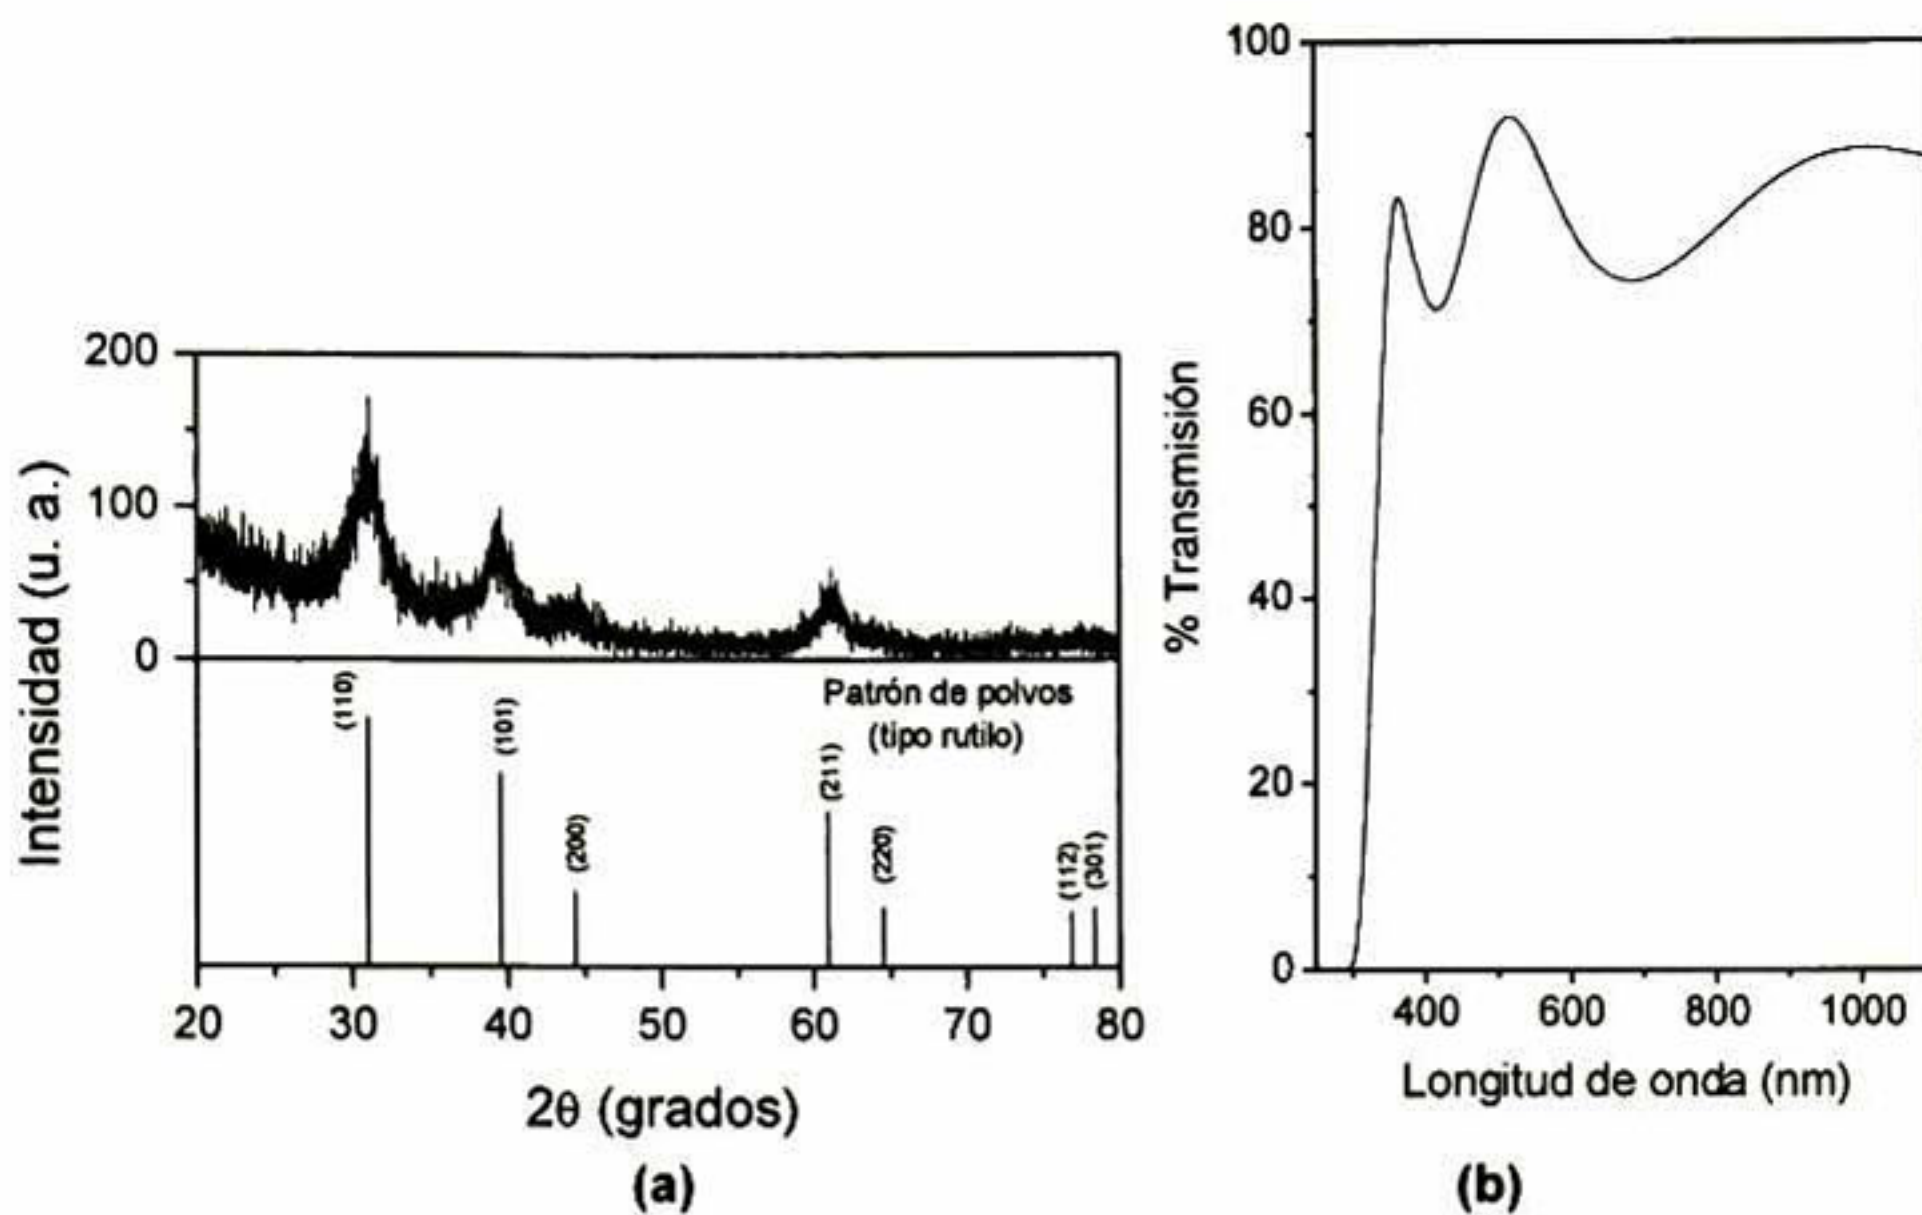 200
100
0
Intensidad (u. a.)
Patrón de polvos
(tipo rutilo)
(110)
(101)
(200)
(211)
(220)
(112)
(301)
20 30 40 50 60 70 80
2θ (grados)
(a)
100
80
60
40
20
0
% Transmisión
400 600 800 1000
Longitud de onda (nm)
(b)